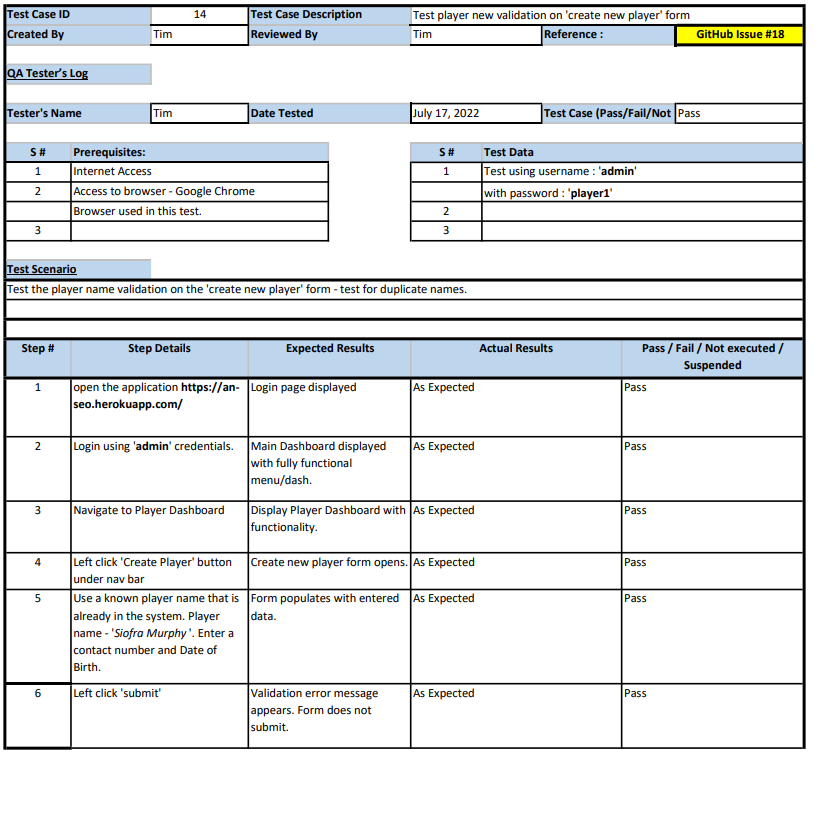 Test Case ID 14 Test Case Description Test player new validation on 'create new player' form
Created By Tim Reviewed By Tim Reference : GitHub Issue #18
QA Tester's Log
Tester's Name Tim Date Tested July 17, 2022 Test Case (Pass/Fail/Not Pass
S # Prerequisites: S # Test Data
1 Internet Access 1 Test using username : 'admin'
2 Access to browser - Google Chrome with password : 'player1'
Browser used in this test. 2
3 3
Test Scenario
Test the player name validation on the 'create new player' form - test for duplicate names.
Step # Step Details Expected Results Actual Results Pass / Fail / Not executed /
Suspended
1 open the application https://an- Login page displayed As Expected Pass
seo.herokuapp.com/
2 Login using 'admin' credentials. Main Dashboard displayed As Expected Pass
with fully functional
menu/dash.
3 Navigate to Player Dashboard Display Player Dashboard with As Expected Pass
functionality.
4 Left click 'Create Player' button Create new player form opens. As Expected Pass
under nav bar
5 Use a known player name that is Form populates with entered As Expected Pass
already in the system. Player data.
name - 'Siofra Murphy '. Enter a
contact number and Date of
Birth.
6 Left click 'submit' Validation error message As Expected Pass
appears. Form does not
submit.